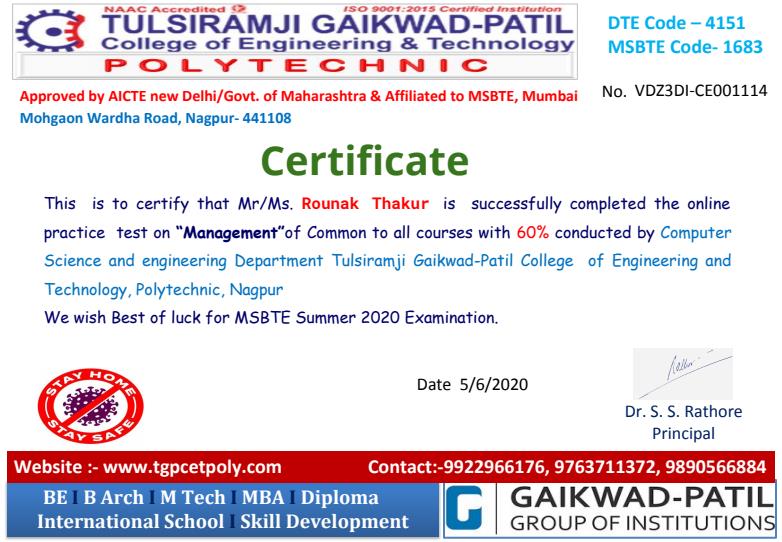 NAAC Accredited ISO 9001:2015 Certified Institution
TULSIRAMJI GAIKWAD-PATIL
College of Engineering & Technology
POLYTECHNIC
DTE Code – 4151
MSBTE Code- 1683
Approved by AICTE new Delhi/Govt. of Maharashtra & Affiliated to MSBTE, Mumbai
No. VDZ3DI-CE001114
Mohgaon Wardha Road, Nagpur- 441108
Certificate
This is to certify that Mr/Ms. Rounak Thakur is successfully completed the online
practice test on “Management”of Common to all courses with 60% conducted by Computer
Science and engineering Department Tulsiramji Gaikwad-Patil College of Engineering and
Technology, Polytechnic, Nagpur
We wish Best of luck for MSBTE Summer 2020 Examination.
STAY HOME
STAY SAFE
Date 5/6/2020
Dr. S. S. Rathore
Principal
Website :- www.tgpcetpoly.com Contact:-9922966176, 9763711372, 9890566884
BE I B Arch I M Tech I MBA I Diploma
International School I Skill Development
GAIKWAD-PATIL
GROUP OF INSTITUTIONS